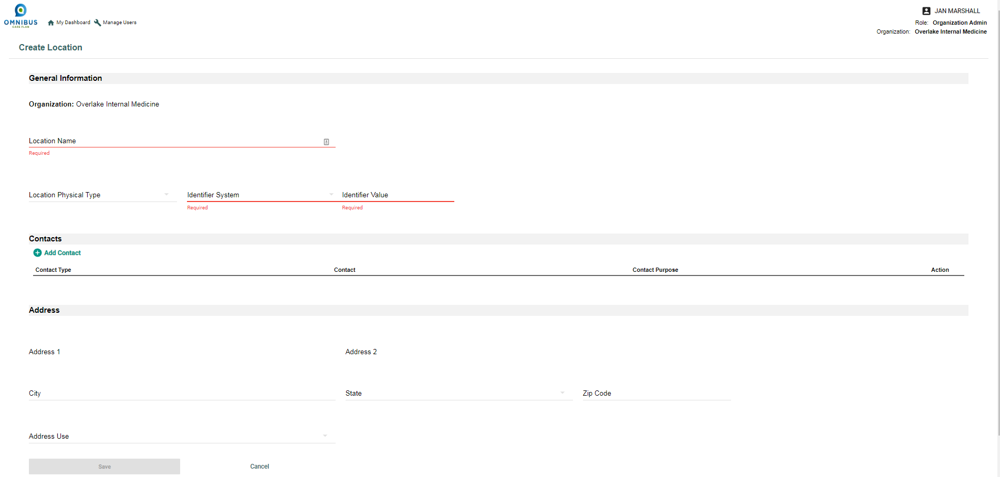 OMNIBUS
CARE PLAN
My Dashboard Manage Users
JAN MARSHALL
Role: Organization Admin
Organization: Overlake Internal Medicine
Create Location
General Information
Organization: Overlake Internal Medicine
Location Name
Required
Location Physical Type Identifier System Identifier Value
Required Required
Contacts
Add Contact
Contact Type Contact Contact Purpose Action
Address
Address 1 Address 2
City State Zip Code
Address Use
Save Cancel